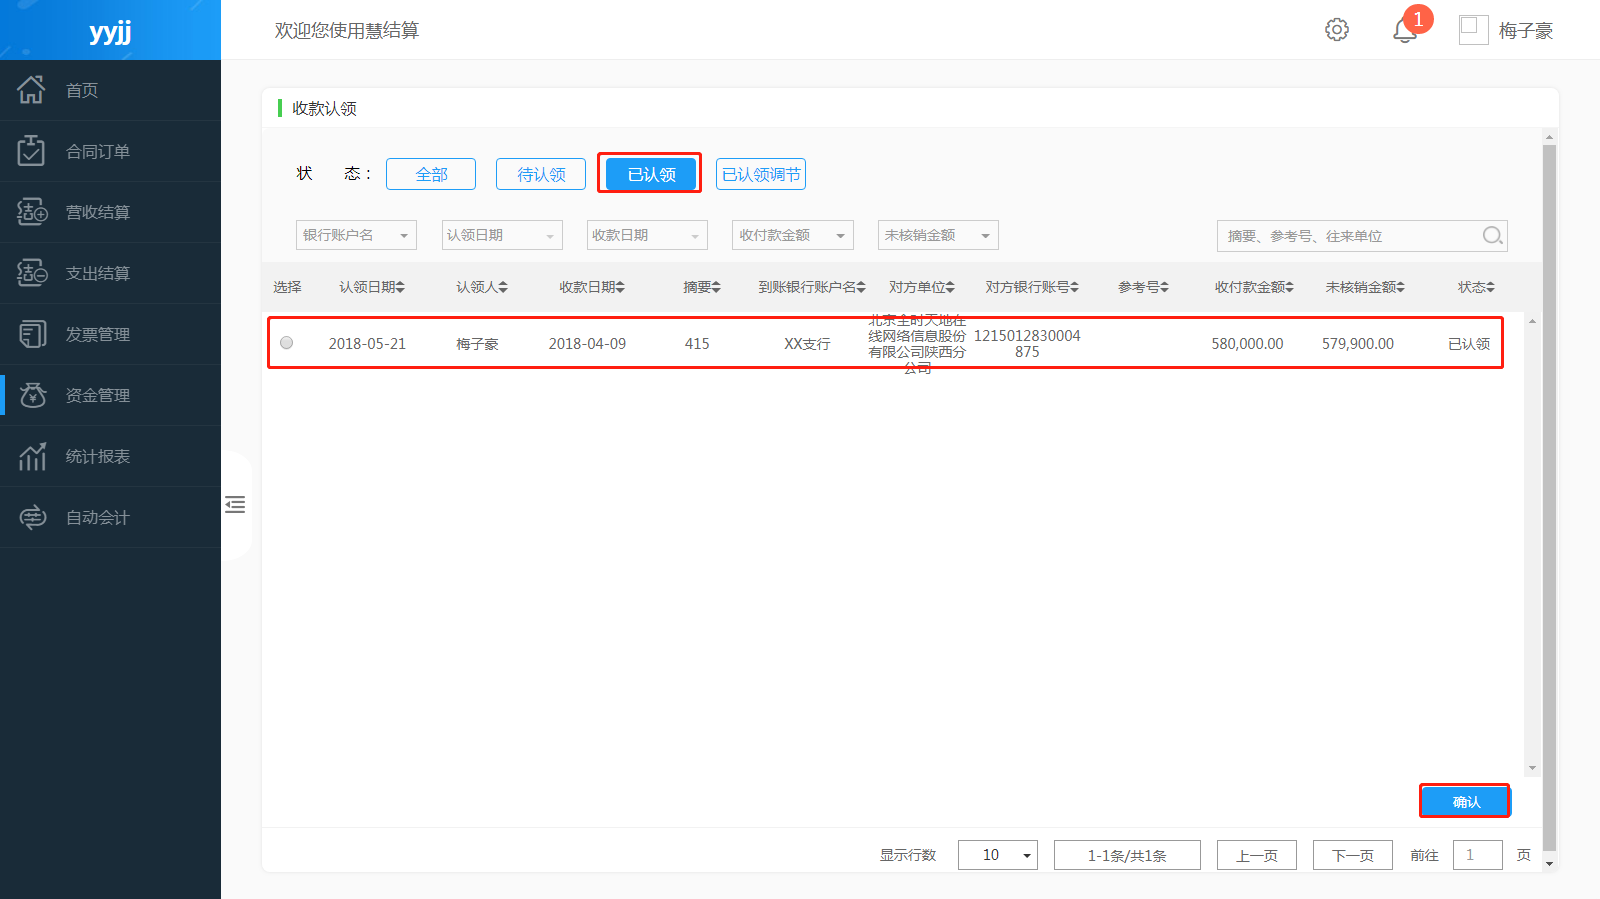 yyjj
欢迎您使用慧结算
1
梅子豪
首页
合同订单
营收结算
支出结算
发票管理
资金管理
统计报表
自动会计
收款认领
状 态：
全部
待认领
已认领
已认领调节
银行账户名
认领日期
收款日期
收付款金额
未核销金额
摘要、参考号、往来单位
选择 认领日期 认领人 收款日期 摘要 到账银行账户名 对方单位 对方银行账号 参考号 收付款金额 未核销金额 状态
2018-05-21 梅子豪 2018-04-09 415 XX支行
北京全时天地在
线网络信息股份
有限公司陕西分
公司
1215012830004
875
580,000.00 579,900.00 已认领
确认
显示行数 10 1-1条/共1条 上一页 下一页 前往 1 页